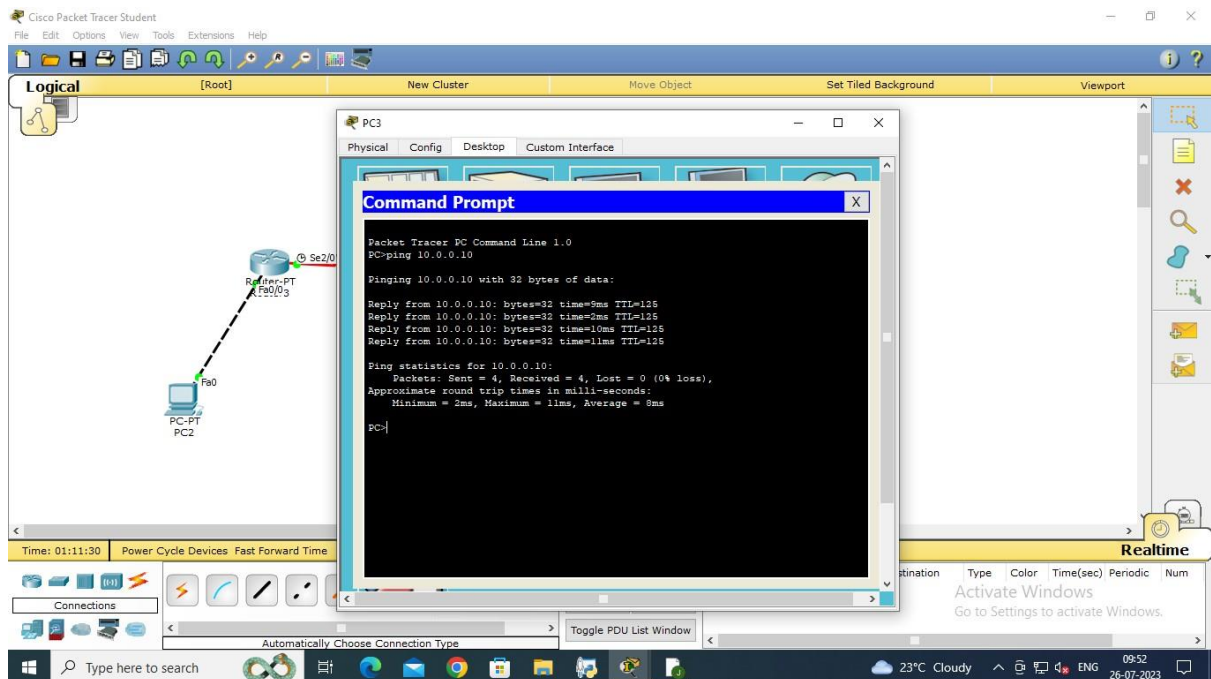 Cisco Packet Tracer Student
File Edit Options View Tools Extensions Help
Logical [Root] New Cluster Move Object Set Tiled Background Viewport
PC3
Physical Config Desktop Custom Interface
Command Prompt X
Packet Tracer PC Command Line 1.0
PC>ping 10.0.0.10
Pinging 10.0.0.10 with 32 bytes of data:
Reply from 10.0.0.10: bytes=32 time=9ms TTL=125
Reply from 10.0.0.10: bytes=32 time=2ms TTL=125
Reply from 10.0.0.10: bytes=32 time=10ms TTL=125
Reply from 10.0.0.10: bytes=32 time=11ms TTL=125
Ping statistics for 10.0.0.10:
Packets: Sent = 4, Received = 4, Lost = 0 (0% loss),
Approximate round trip times in milli-seconds:
Minimum = 2ms, Maximum = 11ms, Average = 8ms
PC>
Se2/0
Router-PT
Fa0/0
Fa0
PC-PT
PC2
Time: 01:11:30 Power Cycle Devices Fast Forward Time Realtime
Connections
Automatically Choose Connection Type
Toggle PDU List Window
Type Color Time(sec) Periodic Num
Activate Windows
Go to Settings to activate Windows.
Type here to search
23°C Cloudy ENG 09:52
26-07-2023